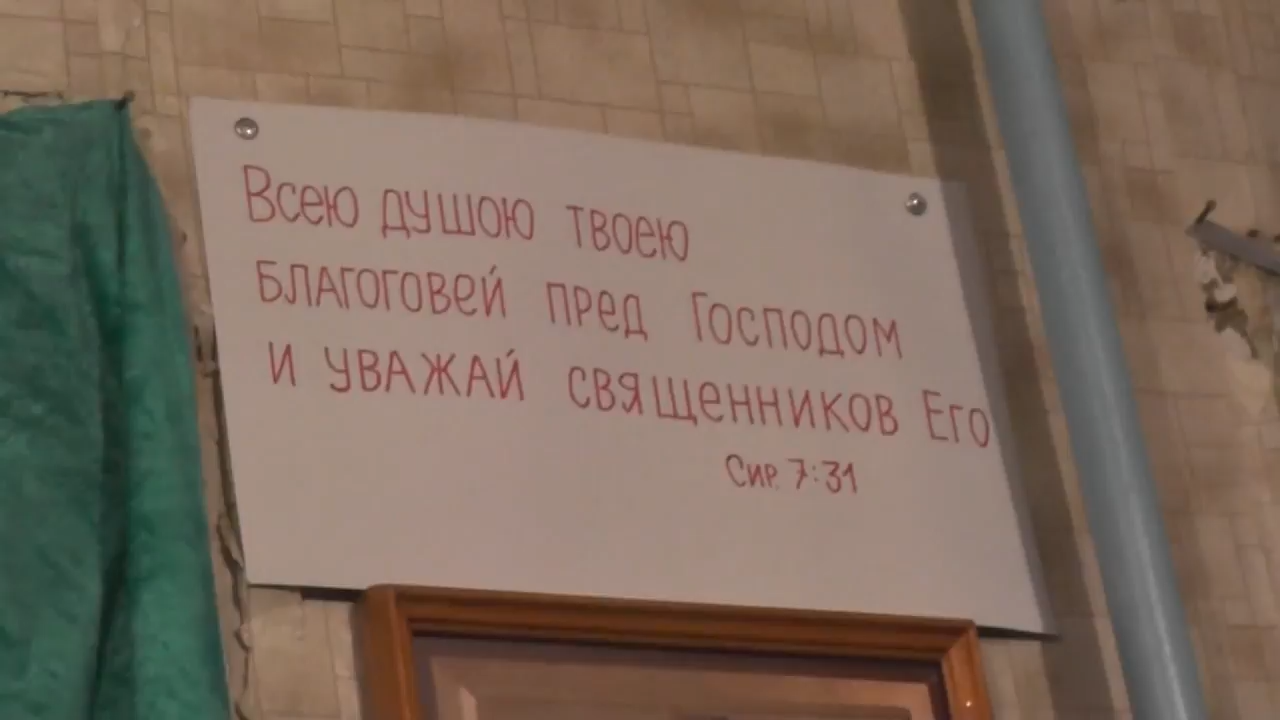 Всею душою твоею
благоговей пред Господом
и уважай священников Его
Сир. 7:31